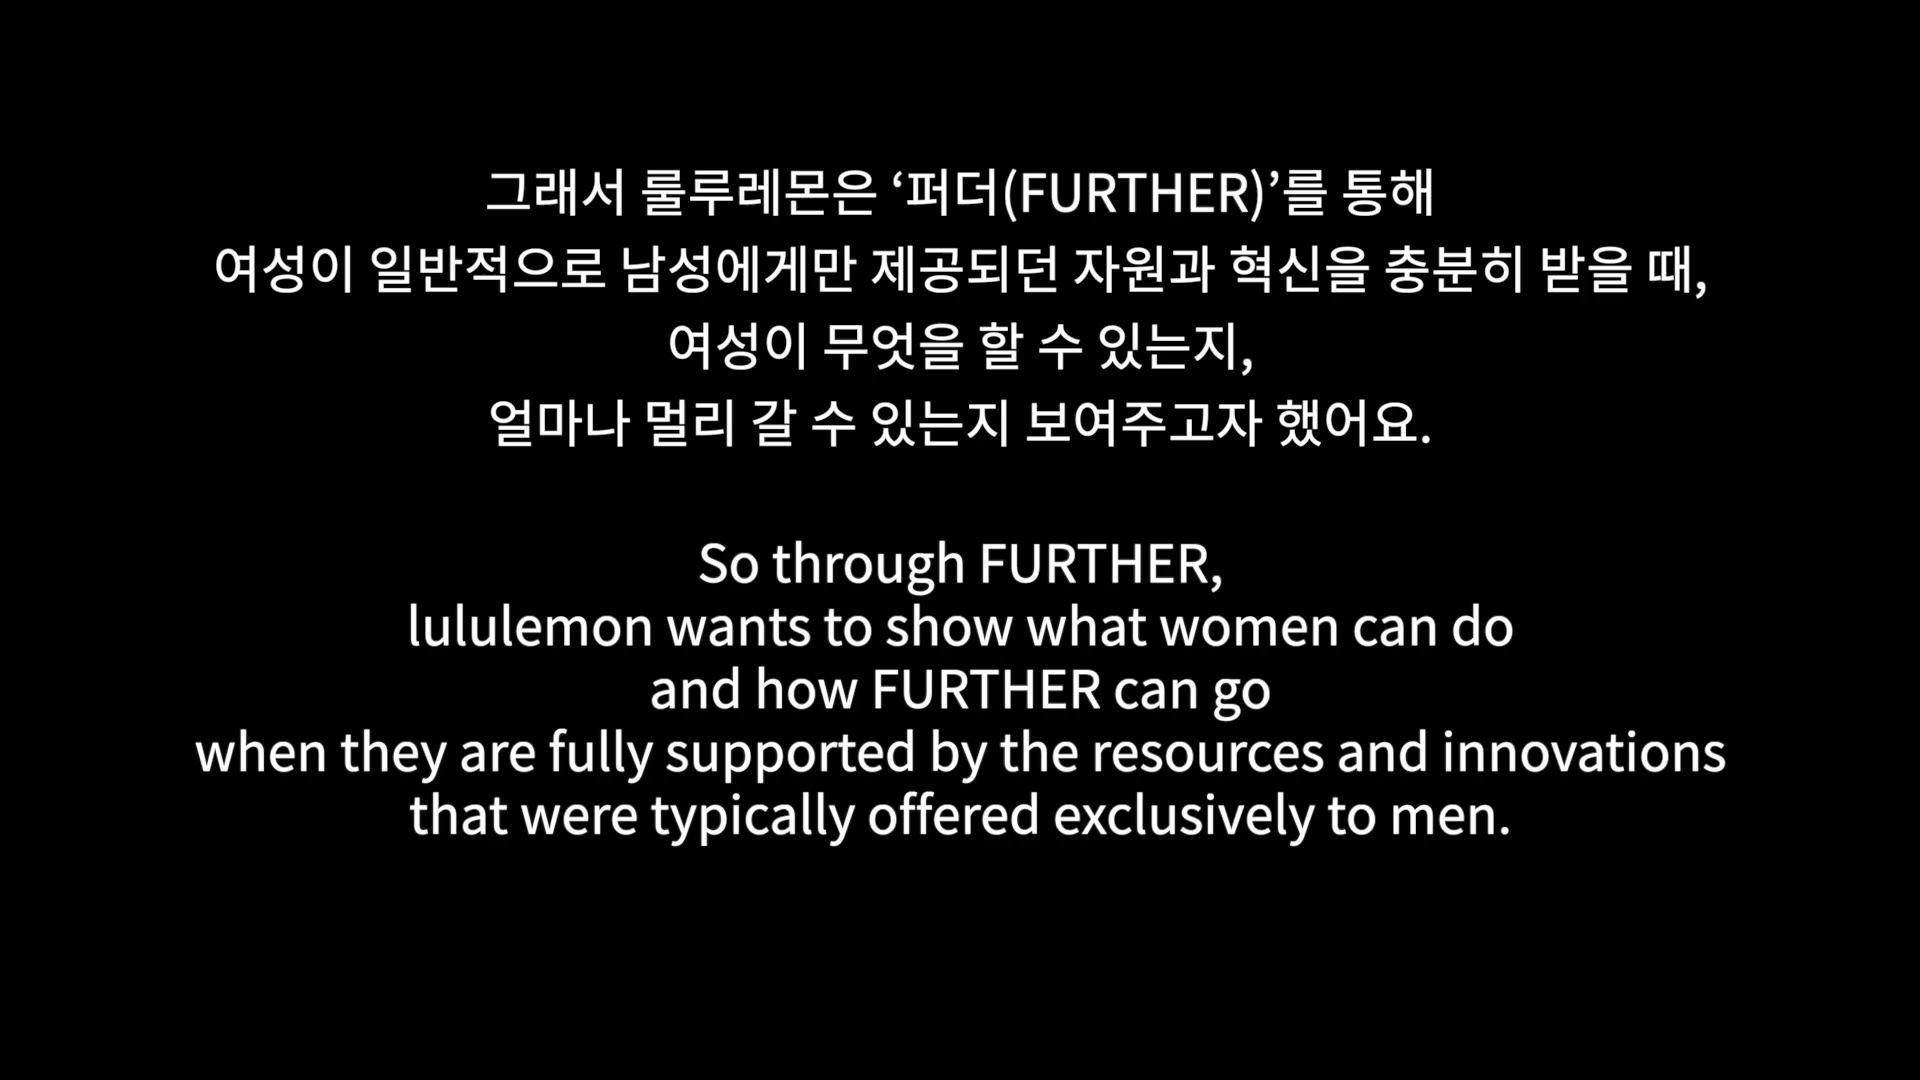 그래서 룰루레몬은 ‘퍼더(FURTHER)’를 통해
여성이 일반적으로 남성에게만 제공되던 자원과 혁신을 충분히 받을 때,
여성이 무엇을 할 수 있는지,
얼마나 멀리 갈 수 있는지 보여주고자 했어요.
So through FURTHER,
lululemon wants to show what women can do
and how FURTHER can go
when they are fully supported by the resources and innovations
that were typically offered exclusively to men.